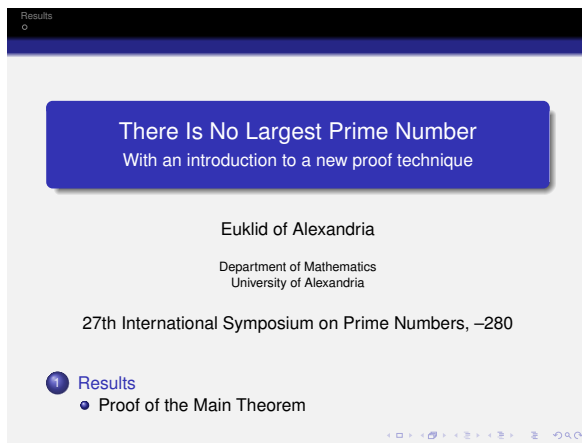 Results
There Is No Largest Prime Number
With an introduction to a new proof technique
Euklid of Alexandria
Department of Mathematics
University of Alexandria
27th International Symposium on Prime Numbers, –280
1 Results
Proof of the Main Theorem